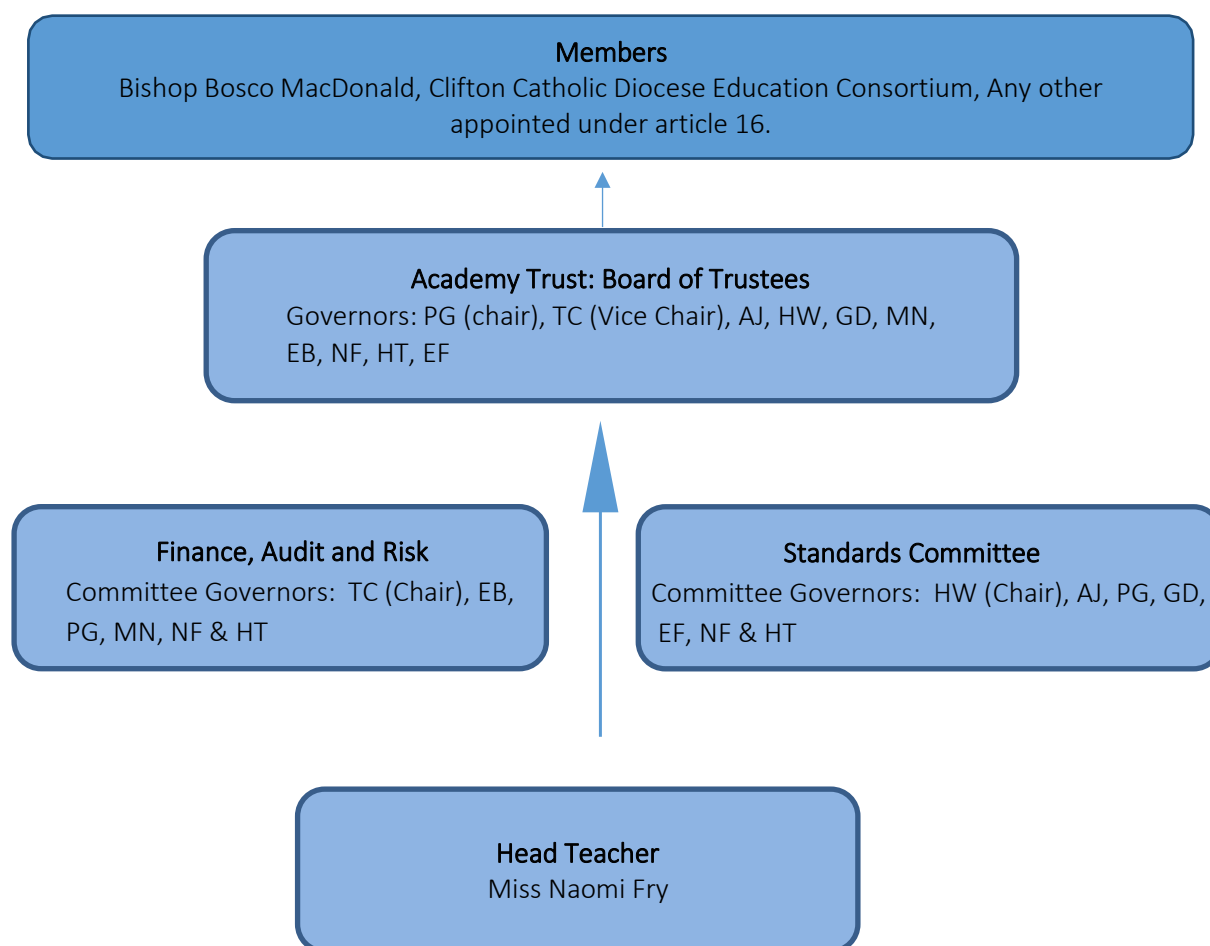 Members
Bishop Bosco MacDonald, Clifton Catholic Diocese Education Consortium, Any other
appointed under article 16.
Academy Trust: Board of Trustees
Governors: PG (chair), TC (Vice Chair), AJ, HW, GD, MN,
EB, NF, HT, EF
Finance, Audit and Risk
Committee Governors: TC (Chair), EB,
PG, MN, NF & HT
Standards Committee
Committee Governors: HW (Chair), AJ, PG, GD,
EF, NF & HT
Head Teacher
Miss Naomi Fry